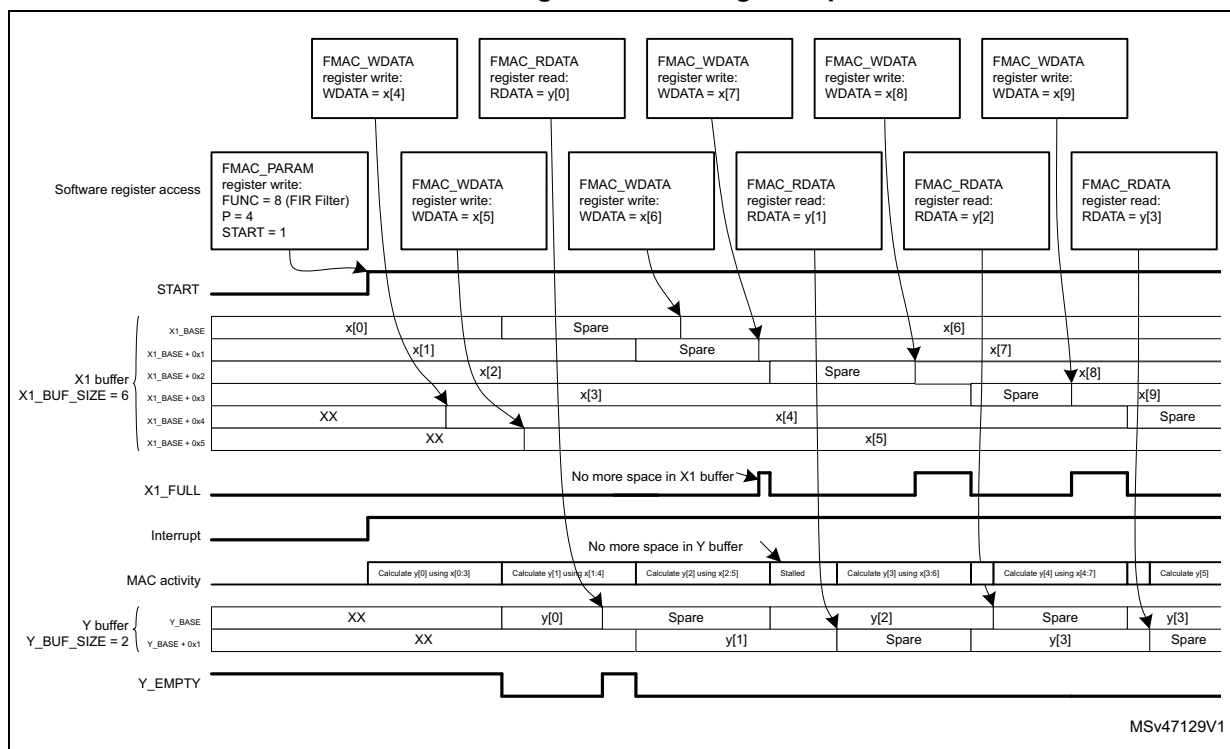 FMAC_WDATA
register write:
WDATA = x[4]
FMAC_RDATA
register read:
RDATA = y[0]
FMAC_WDATA
register write:
WDATA = x[7]
FMAC_WDATA
register write:
WDATA = x[8]
FMAC_WDATA
register write:
WDATA = x[9]
Software register access
FMAC_PARAM
register write:
FUNC = 8 (FIR Filter)
P = 4
START = 1
FMAC_WDATA
register write:
WDATA = x[5]
FMAC_WDATA
register write:
WDATA = x[6]
FMAC_RDATA
register read:
RDATA = y[1]
FMAC_RDATA
register read:
RDATA = y[2]
FMAC_RDATA
register read:
RDATA = y[3]
START
X1 buffer
X1_BUF_SIZE = 6
X1_BASE x[0] Spare x[6]
X1_BASE + 0x1 x[1] Spare x[7]
X1_BASE + 0x2 x[2] Spare x[8]
X1_BASE + 0x3 x[3] Spare x[9]
X1_BASE + 0x4 XX x[4] Spare
X1_BASE + 0x5 XX x[5]
No more space in X1 buffer
X1_FULL
Interrupt
No more space in Y buffer
MAC activity Calculate y[0] using x[0:3] Calculate y[1] using x[1:4] Calculate y[2] using x[2:5] Stalled Calculate y[3] using x[3:6] Calculate y[4] using x[4:7] Calculate y[5]
Y buffer
Y_BUF_SIZE = 2
Y_BASE XX y[0] Spare y[2] Spare y[3]
Y_BASE + 0x1 XX y[1] Spare y[3] Spare
Y_EMPTY
MSv47129V1